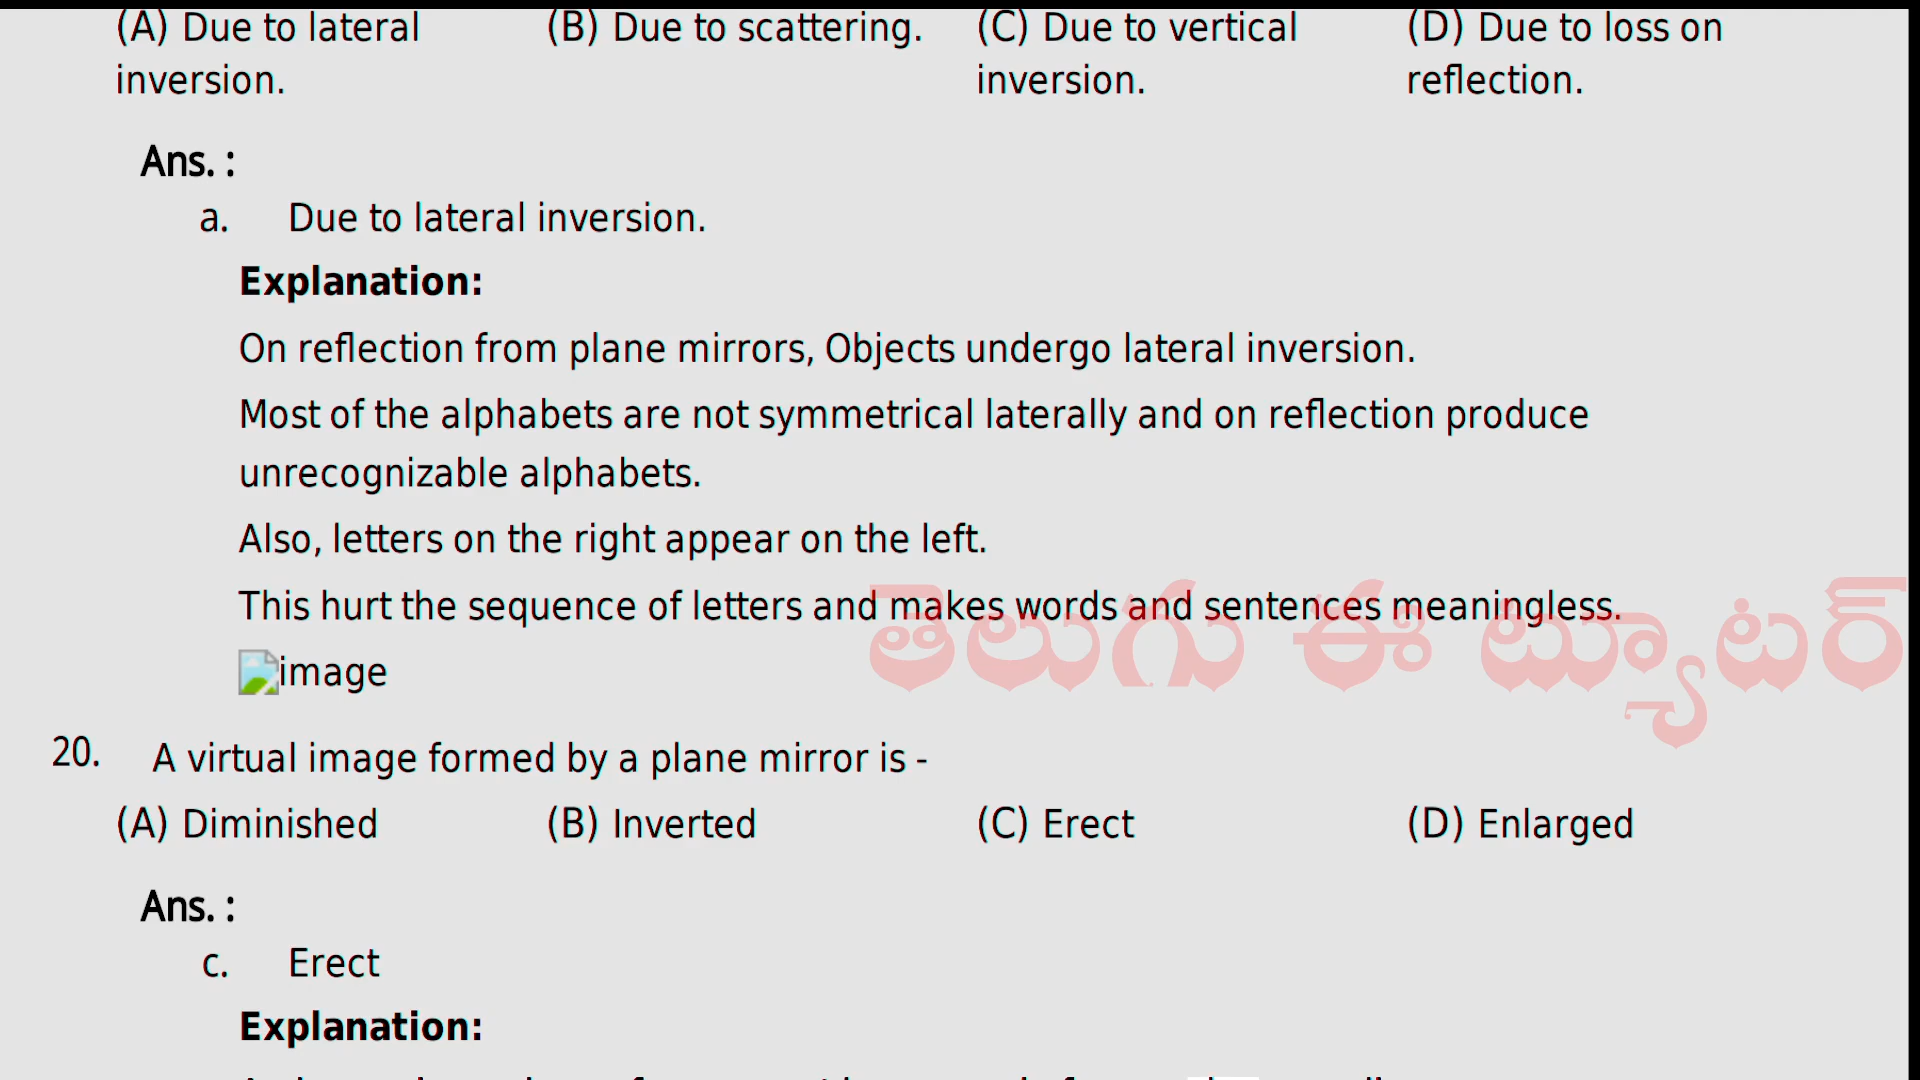 (A) Due to lateral inversion. (B) Due to scattering. (C) Due to vertical inversion. (D) Due to loss on reflection.
Ans. :
a. Due to lateral inversion.
Explanation:
On reflection from plane mirrors, Objects undergo lateral inversion.
Most of the alphabets are not symmetrical laterally and on reflection produce
unrecognizable alphabets.
Also, letters on the right appear on the left.
This hurt the sequence of letters and makes words and sentences meaningless.
తెలుగు ఈ ట్యూటర్
image
20. A virtual image formed by a plane mirror is -
(A) Diminished (B) Inverted (C) Erect (D) Enlarged
Ans. :
c. Erect
Explanation: